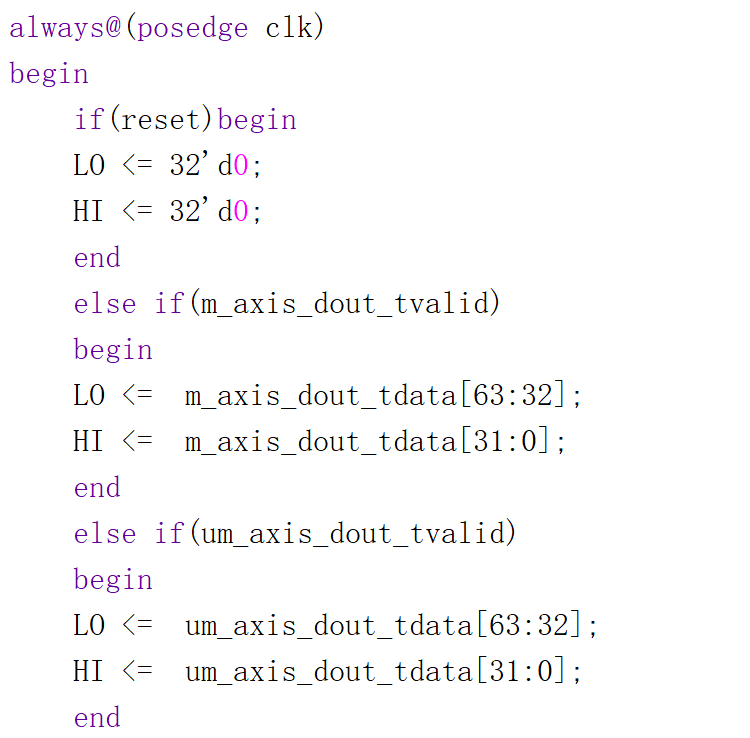 always@(posedge clk)
begin
    if(reset)begin
    LO <= 32'd0;
    HI <= 32'd0;
    end
    else if(m_axis_dout_tvalid)
    begin
    LO <=  m_axis_dout_tdata[63:32];
    HI <=  m_axis_dout_tdata[31:0];
    end
    else if(um_axis_dout_tvalid)
    begin
    LO <=  um_axis_dout_tdata[63:32];
    HI <=  um_axis_dout_tdata[31:0];
    end